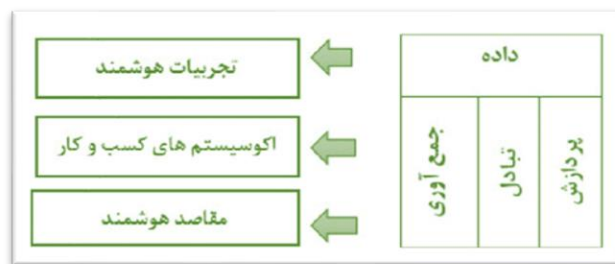 داده
پردازش
تبادل
جمع آوری
تجربیات هوشمند
اکوسیستم های کسب و کار
مقاصد هوشمند